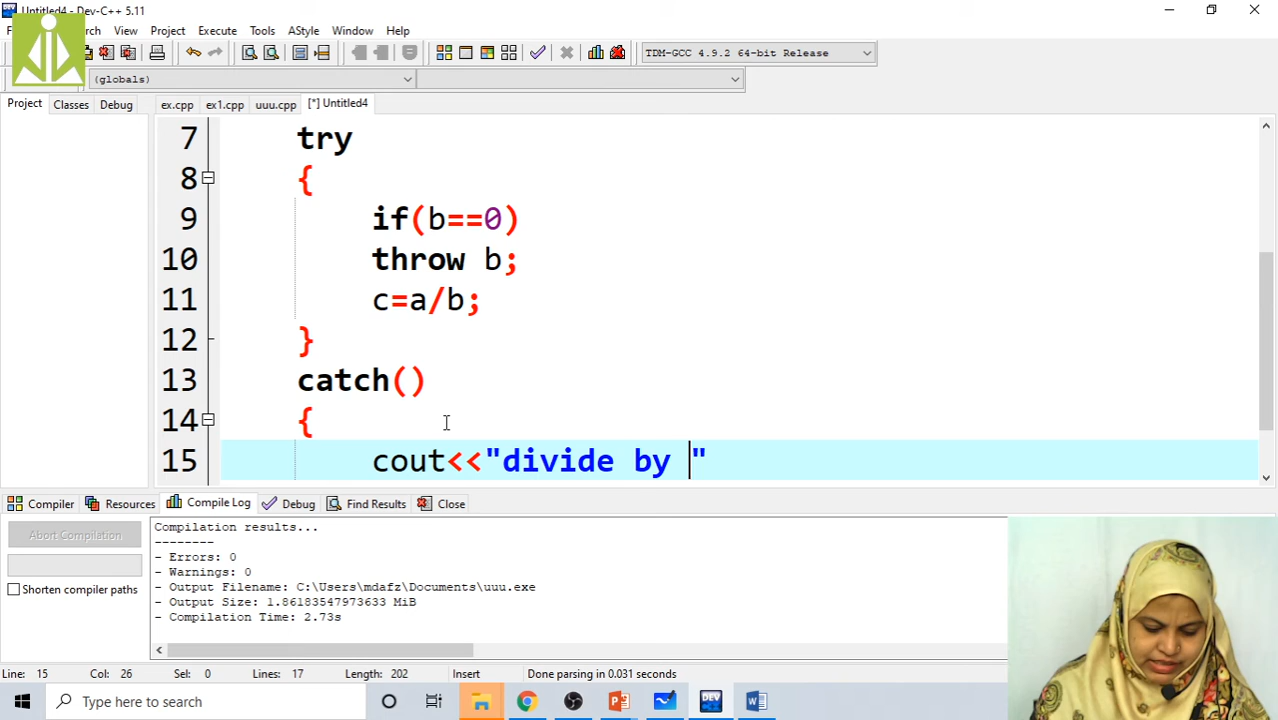 Untitled4 - Dev-C++ 5.11
View Project Execute Tools AStyle Window Help
TDM-GCC 4.9.2 64-bit Release
(globals)
Project Classes Debug ex.cpp ex1.cpp uuu.cpp [*] Untitled4
7 try
8 {
9 if(b==0)
10 throw b;
11 c=a/b;
12 }
13 catch()
14 {
15 cout<<"divide by "
Compiler Resources Compile Log Debug Find Results Close
Abort Compilation
Shorten compiler paths
Compilation results...
--------
- Errors: 0
- Warnings: 0
- Output Filename: C:\Users\mdafz\Documents\uuu.exe
- Output Size: 1.86183547973633 MiB
- Compilation Time: 2.73s
Line: 15 Col: 26 Sel: 0 Lines: 17 Length: 202 Insert Done parsing in 0.031 seconds
Type here to search
DEV